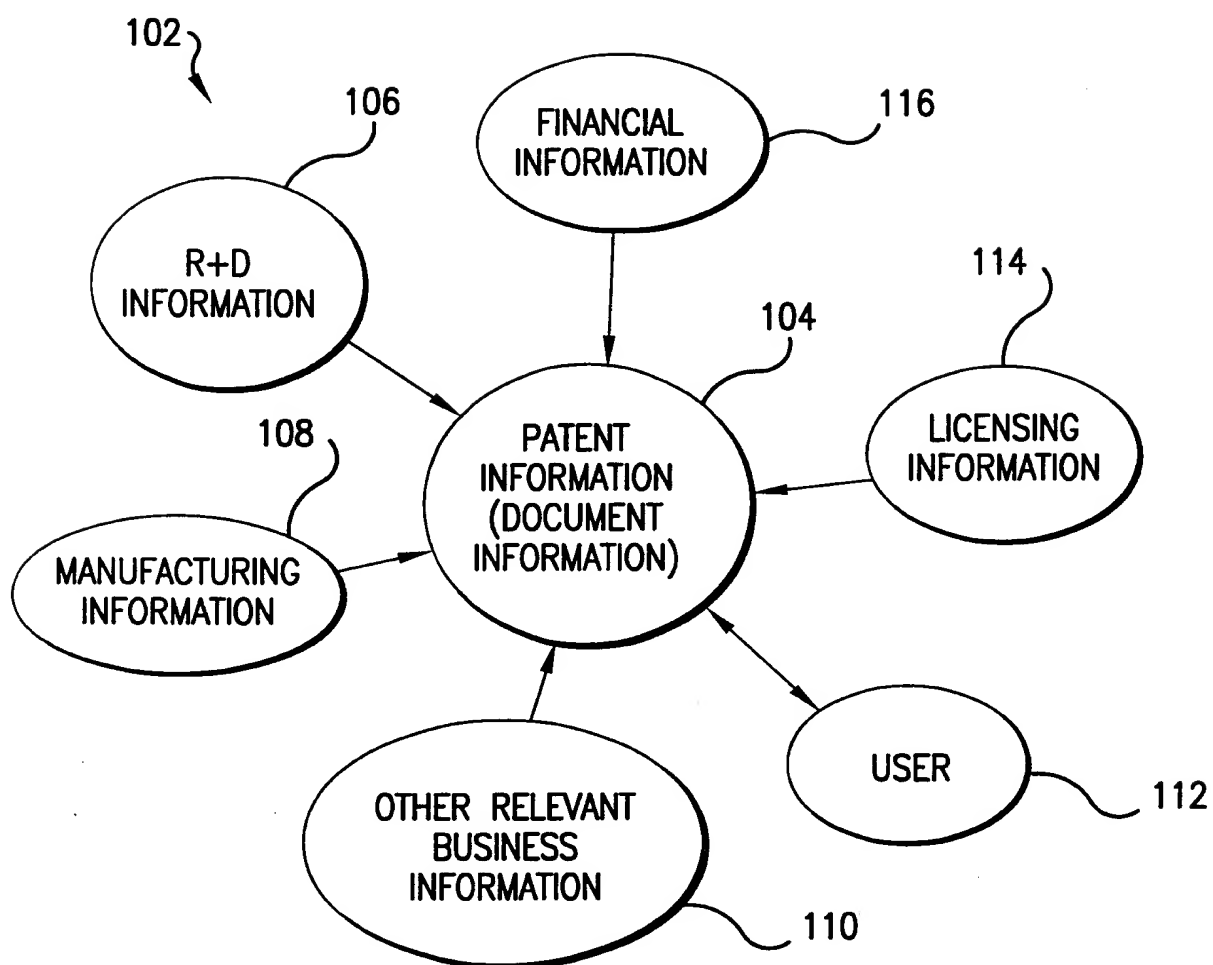 102
106
FINANCIAL
INFORMATION
116
R+D
INFORMATION
114
104
LICENSING
INFORMATION
PATENT
INFORMATION
(DOCUMENT
INFORMATION)
108
MANUFACTURING
INFORMATION
USER
112
OTHER RELEVANT
BUSINESS
INFORMATION
110